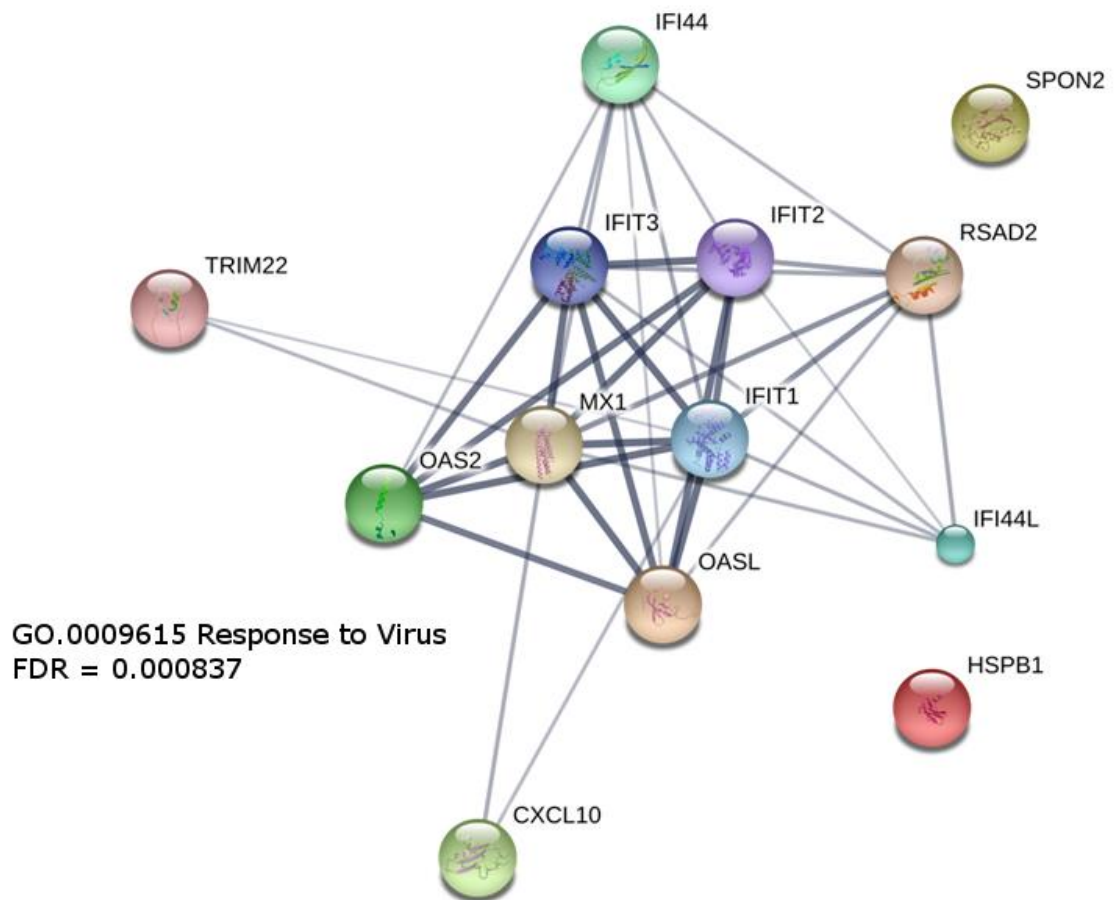 IFI44
SPON2
IFIT3
IFIT2
RSAD2
TRIM22
MX1
IFIT1
OAS2
IFI44L
OASL
GO.0009615 Response to Virus
FDR = 0.000837
HSPB1
CXCL10